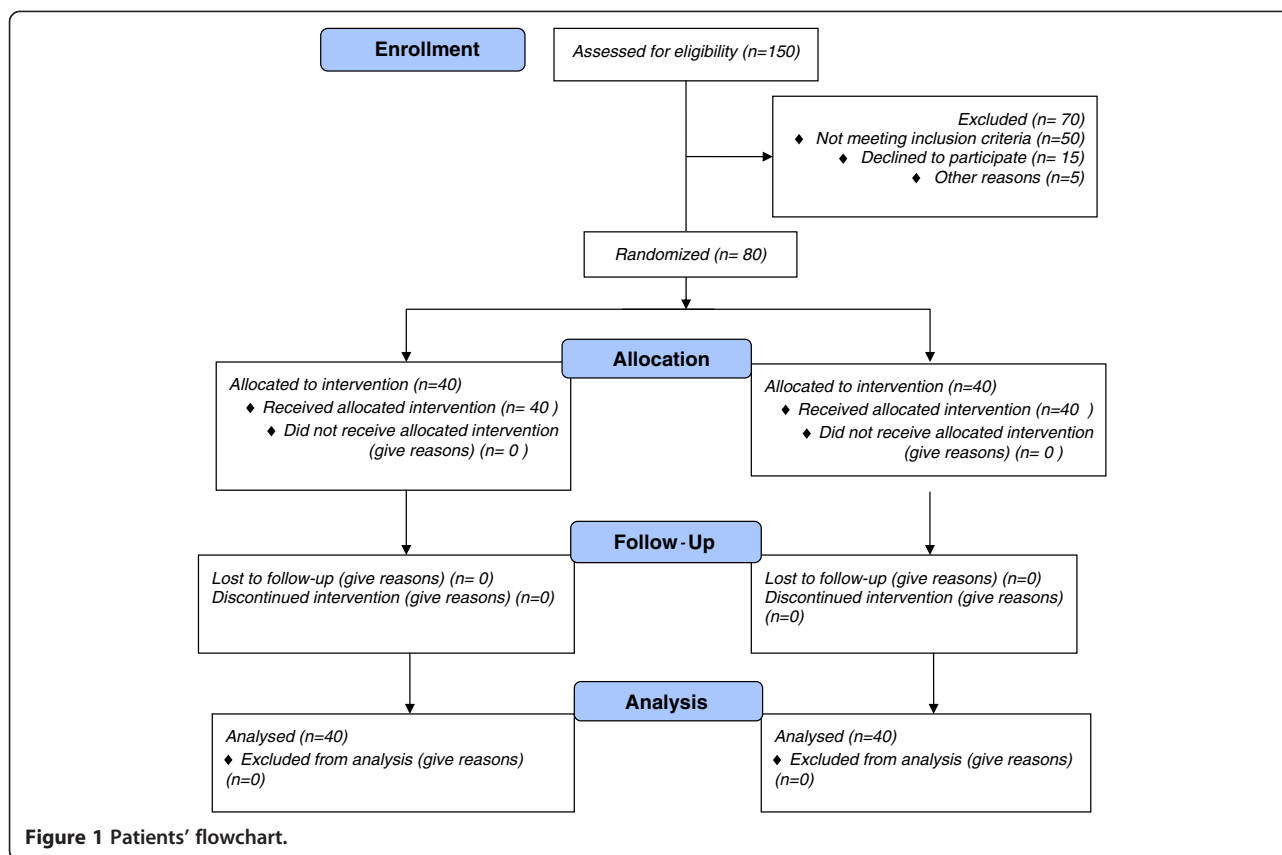 Enrollment
Assessed for eligibility (n=150)
Excluded (n= 70)
♦ Not meeting inclusion criteria (n=50)
♦ Declined to participate (n= 15)
♦ Other reasons (n=5)
Randomized (n= 80)
Allocation
Allocated to intervention (n=40)
♦ Received allocated intervention (n= 40 )
♦ Did not receive allocated intervention
(give reasons) (n= 0 )
Allocated to intervention (n=40)
♦ Received allocated intervention (n=40 )
♦ Did not receive allocated intervention
(give reasons) (n= 0 )
Follow-Up
Lost to follow-up (give reasons) (n= 0)
Discontinued intervention (give reasons) (n=0)
Lost to follow-up (give reasons) (n=0)
Discontinued intervention (give reasons)
(n=0)
Analysis
Analysed (n=40)
♦ Excluded from analysis (give reasons)
(n=0)
Analysed (n=40)
♦ Excluded from analysis (give reasons)
(n=0)
Figure 1 Patients’ flowchart.